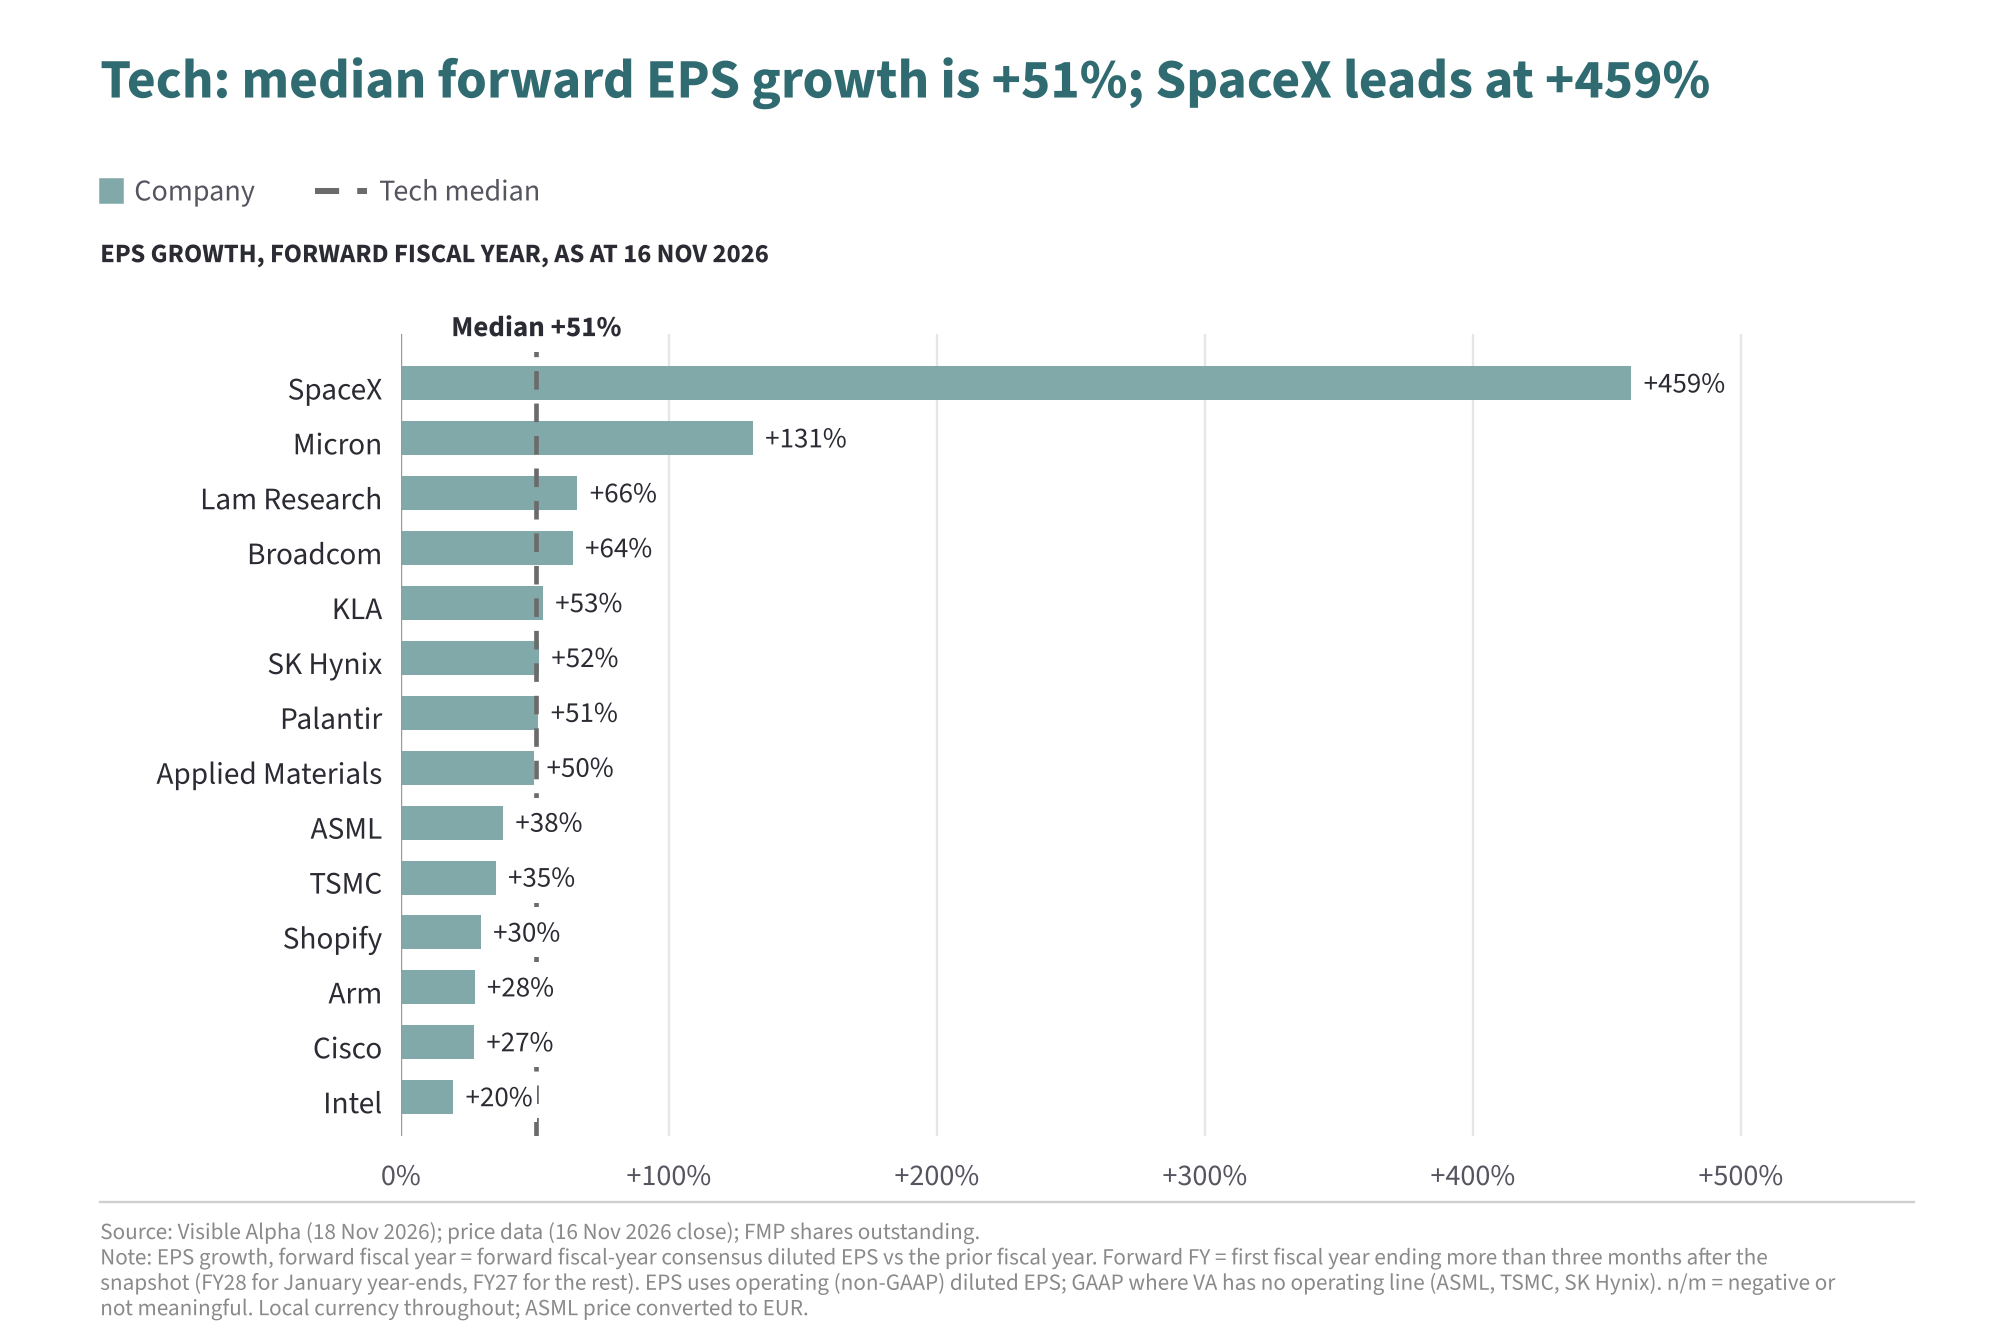 Tech: median forward EPS growth is +51%; SpaceX leads at +459%
Company
Tech median
EPS GROWTH, FORWARD FISCAL YEAR, AS AT 16 NOV 2026
Median +51%
SpaceX +459%
Micron +131%
Lam Research +66%
Broadcom +64%
KLA +53%
SK Hynix +52%
Palantir +51%
Applied Materials +50%
ASML +38%
TSMC +35%
Shopify +30%
Arm +28%
Cisco +27%
Intel +20%
0% +100% +200% +300% +400% +500%
Source: Visible Alpha (18 Nov 2026); price data (16 Nov 2026 close); FMP shares outstanding.
Note: EPS growth, forward fiscal year = forward fiscal-year consensus diluted EPS vs the prior fiscal year. Forward FY = first fiscal year ending more than three months after the
snapshot (FY28 for January year-ends, FY27 for the rest). EPS uses operating (non-GAAP) diluted EPS; GAAP where VA has no operating line (ASML, TSMC, SK Hynix). n/m = negative or
not meaningful. Local currency throughout; ASML price converted to EUR.